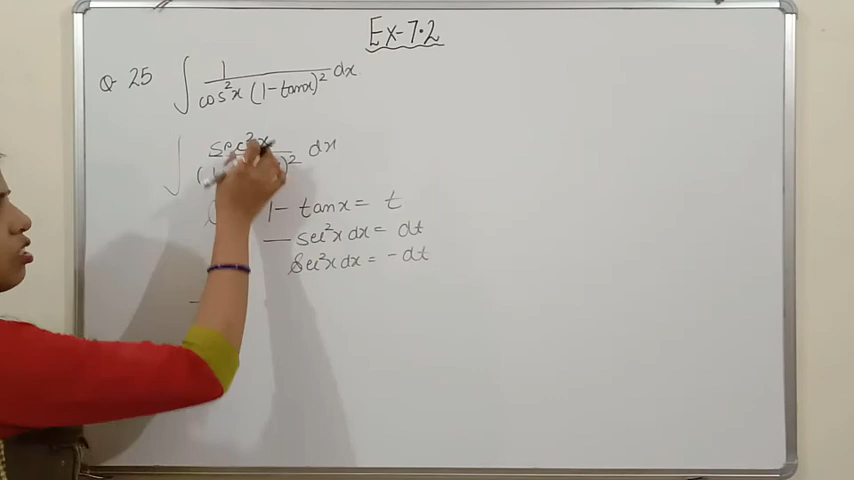 Ex-7.2
Q 25 ∫ 1/(cos²x (1-tanx)²) dx
∫ sec²x/(1 )² dx
1- tanx = t
- sec²x dx = dt
sec²x dx = -dt